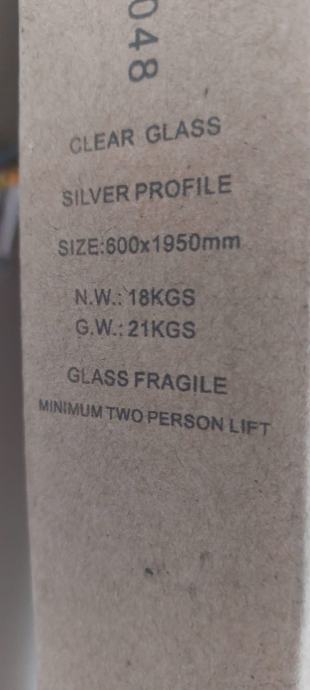 048
CLEAR GLASS
SILVER PROFILE
SIZE:600x1950mm
N.W.: 18KGS
G.W.: 21KGS
GLASS FRAGILE
MINIMUM TWO PERSON LIFT